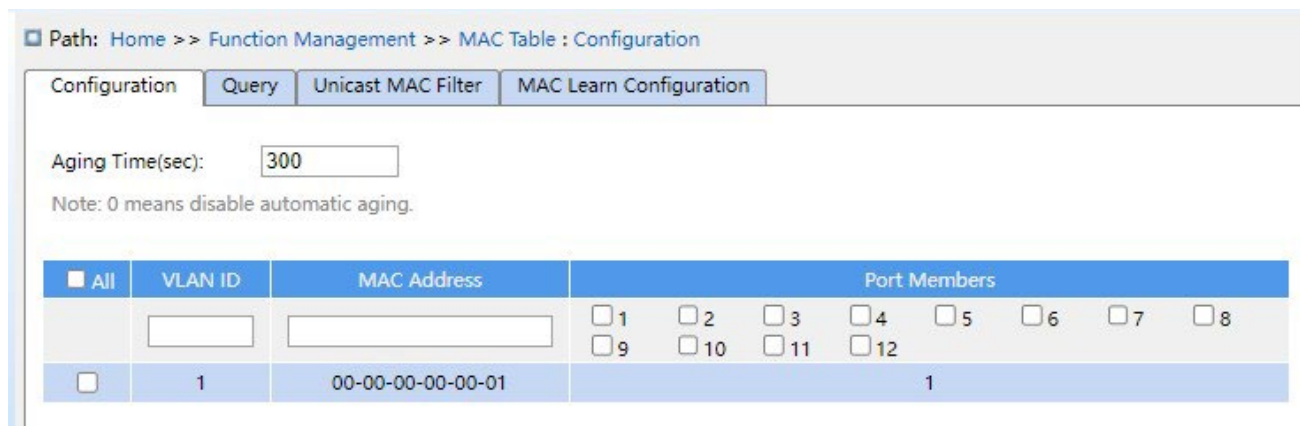 Path: Home >> Function Management >> MAC Table : Configuration
Configuration Query Unicast MAC Filter MAC Learn Configuration
Aging Time(sec): 300
Note: 0 means disable automatic aging.
All VLAN ID MAC Address Port Members
1 2 3 4 5 6 7 8
9 10 11 12
1 00-00-00-00-00-01 1